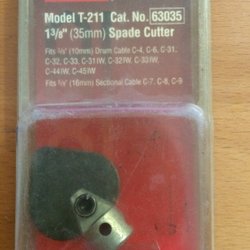 Model T-211 Cat. No. 63035
1⅜" (35mm) Spade Cutter
Fits ⅜" (10mm) Drum Cable C-4, C-6, C-31,
C-32, C-33, C-31IW, C-32IW, C-33IW,
C-44IW, C-45IW
Fits ⅝" (16mm) Sectional Cable C-7, C-8, C-9